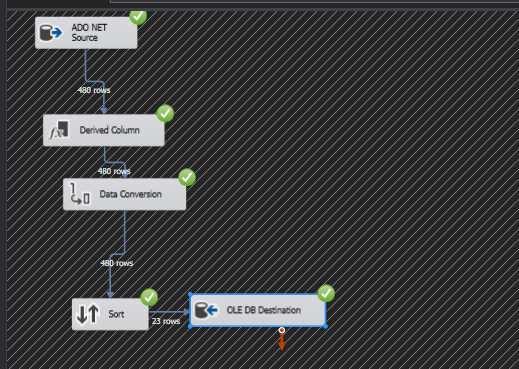 ADO NET
Source
480 rows
fx
Derived Column
480 rows
Data Conversion
480 rows
Sort
23 rows
OLE DB Destination